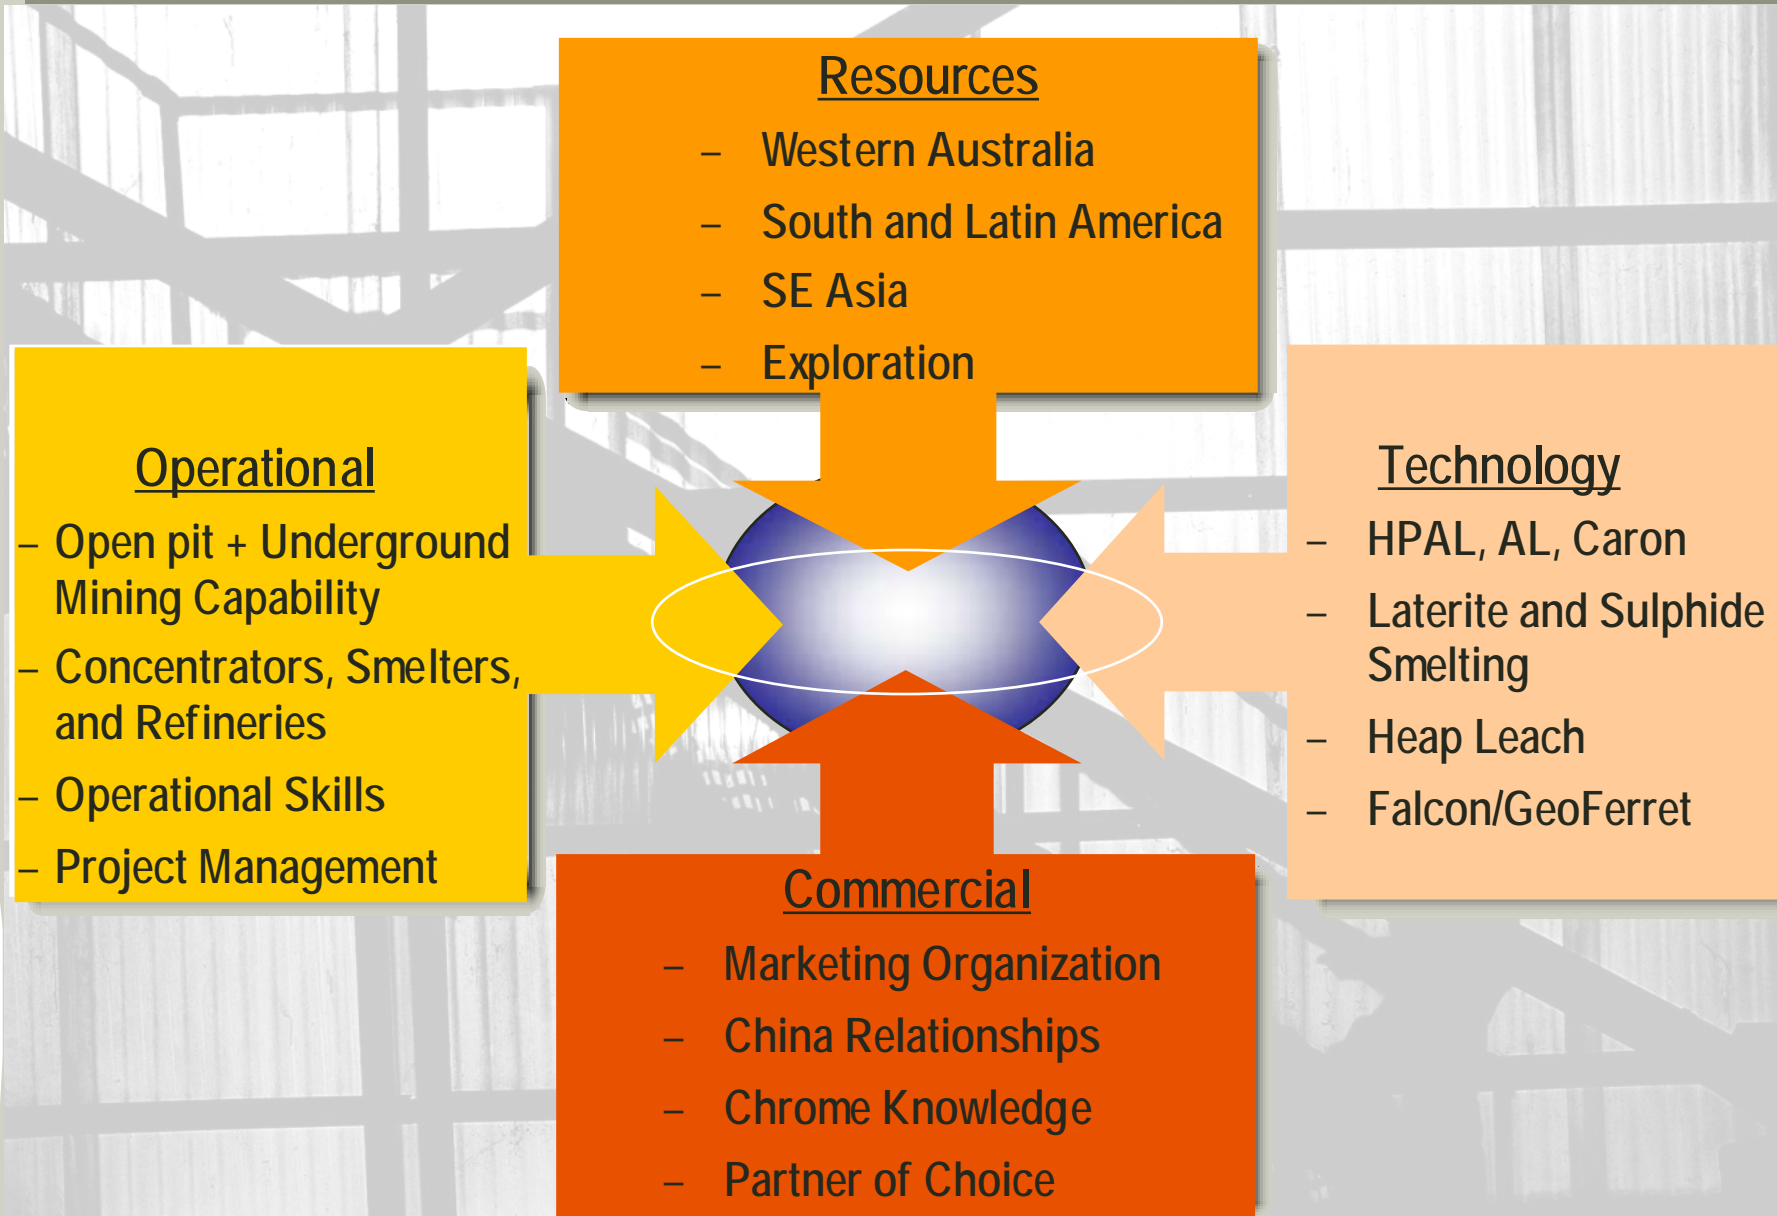 Resources
– Western Australia
– South and Latin America
– SE Asia
– Exploration
Operational
– Open pit + Underground
Mining Capability
– Concentrators, Smelters,
and Refineries
– Operational Skills
– Project Management
Technology
– HPAL, AL, Caron
– Laterite and Sulphide
Smelting
– Heap Leach
– Falcon/GeoFerret
Commercial
– Marketing Organization
– China Relationships
– Chrome Knowledge
– Partner of Choice